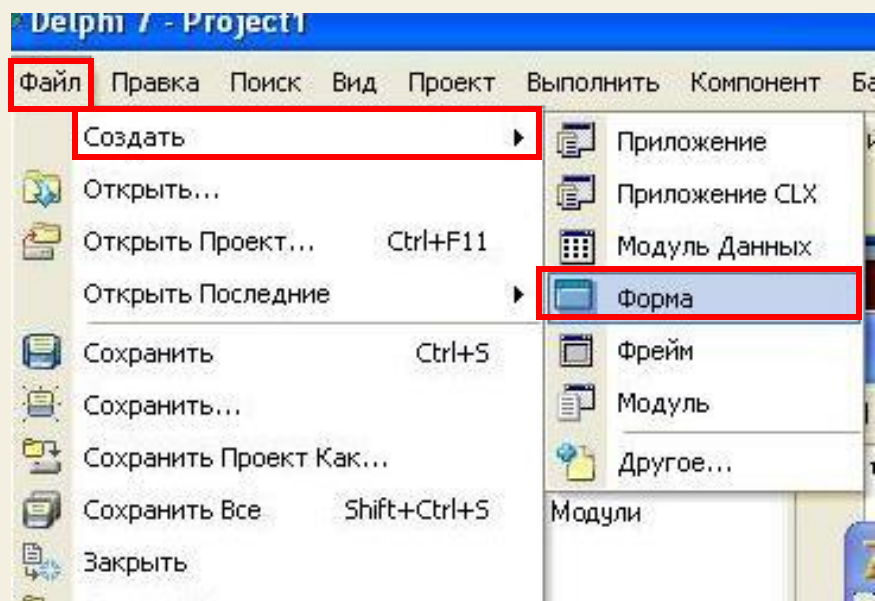 Delphi 7 - Project1
Файл Правка Поиск Вид Проект Выполнить Компонент
Создать
Открыть...
Открыть Проект... Ctrl+F11
Открыть Последние
Сохранить Ctrl+S
Сохранить...
Сохранить Проект Как...
Сохранить Все Shift+Ctrl+S
Закрыть
Приложение
Приложение CLX
Модуль Данных
Форма
Фрейм
Модуль
Другое...
Модули